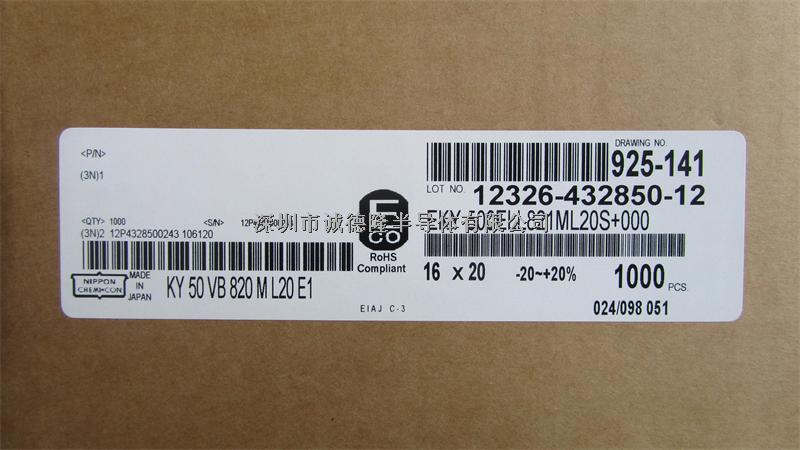 <P/N>
(3N)1
<QTY> 1000 <S/N>
(3N)2 12P4328500243 106120
NIPPON
CHEMI-CON
MADE
IN
JAPAN
KY 50 VB 820 M L20 E1
E
CO
RoHS
Compliant
EIAJ C-3
DRAWING NO.
925-141
LOT NO. 12326-432850-12
深圳市诚德隆半导体有限公司
16 x 20 -20~+20% 1000 PCS.
024/098 051